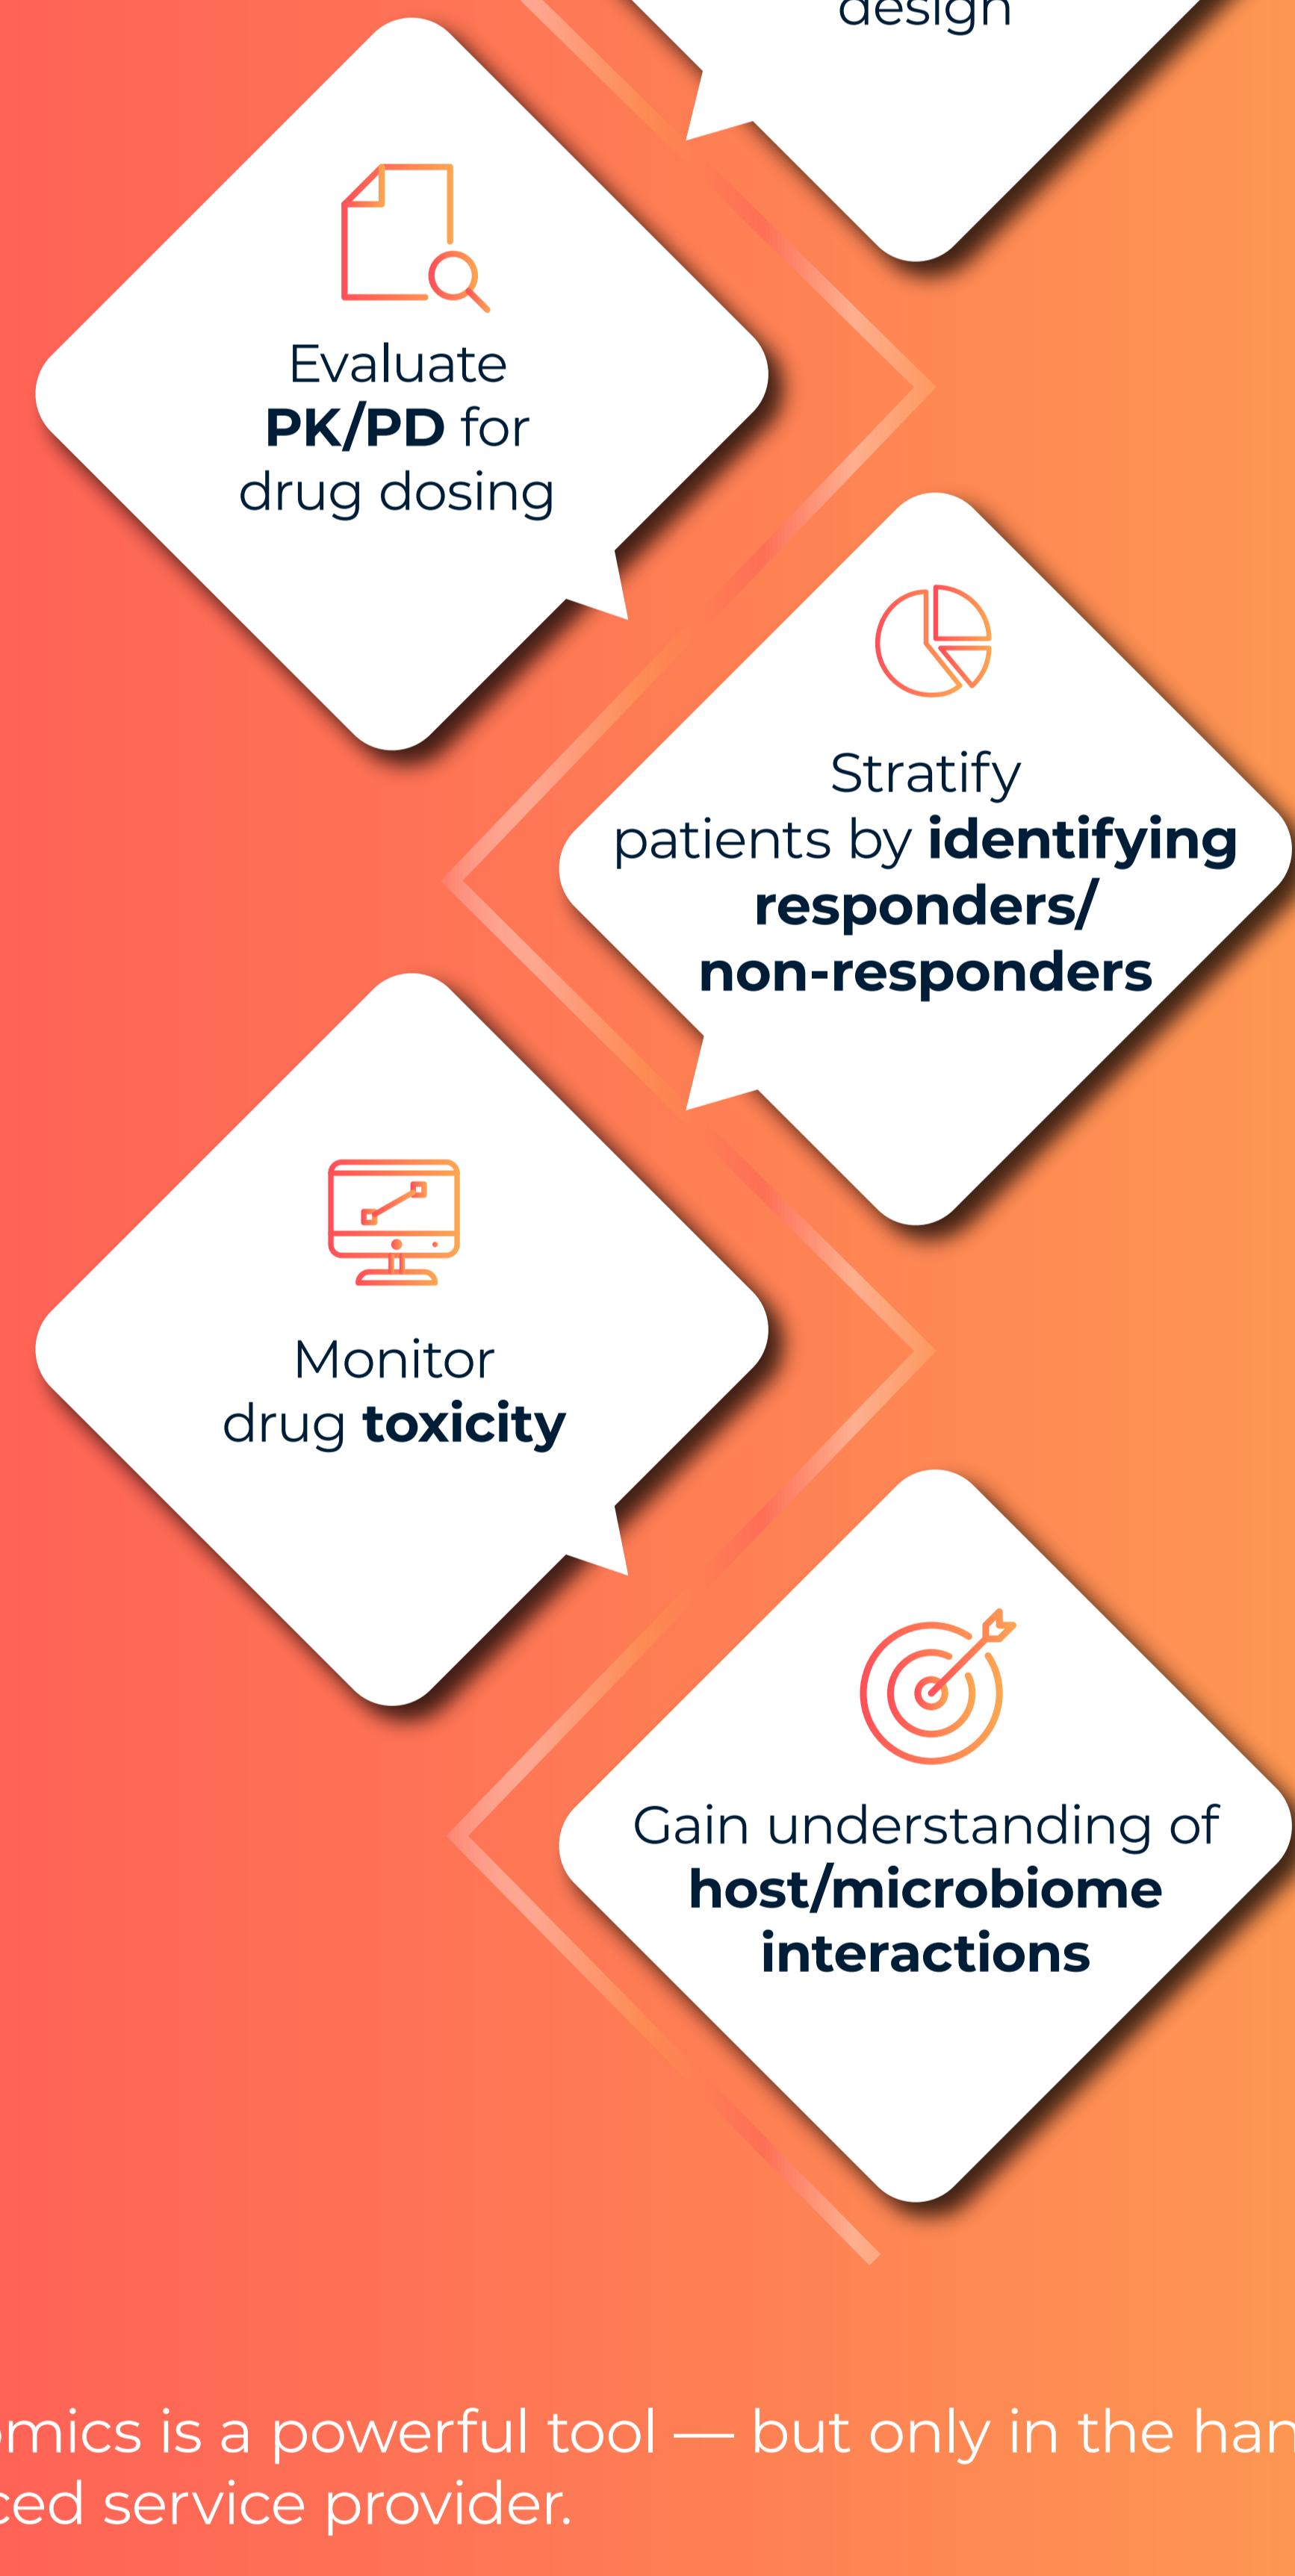 design
Evaluate
PK/PD for
drug dosing
Stratify
patients by identifying
responders/
non-responders
Monitor
drug toxicity
Gain understanding of
host/microbiome
interactions
omics is a powerful tool — but only in the han
ced service provider.